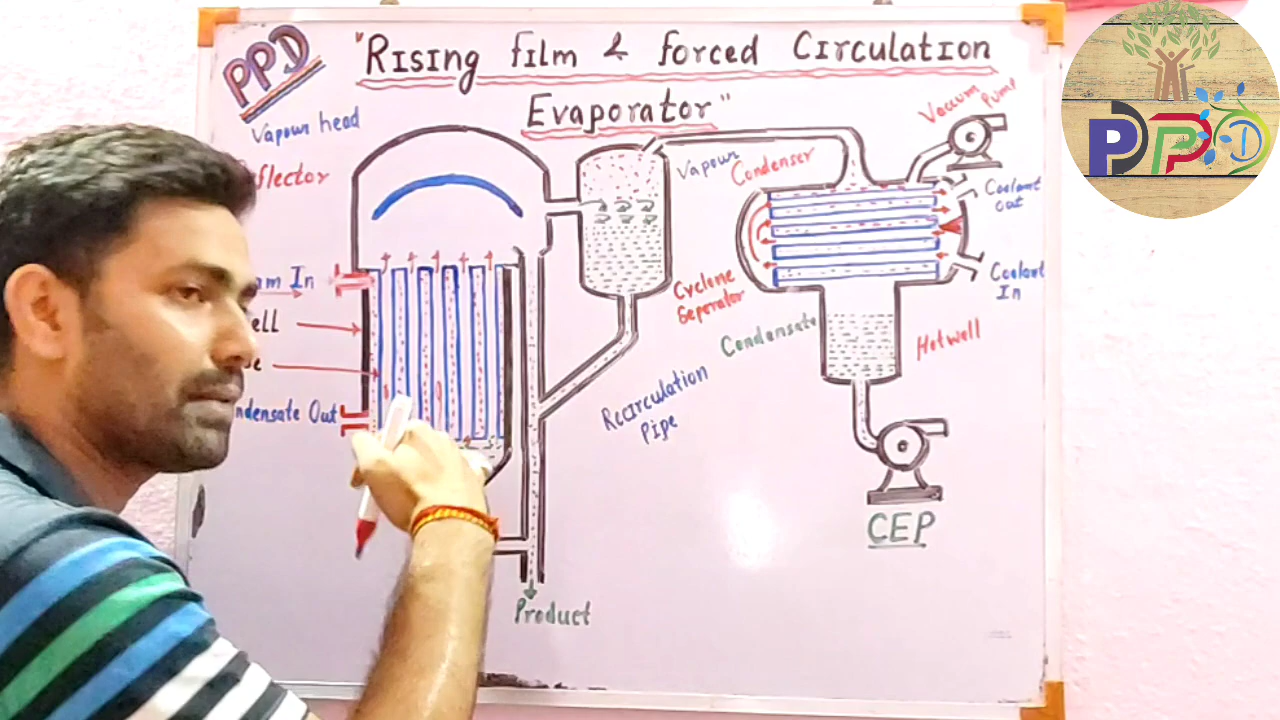 PPD
"Rising film & forced Circulation
Evaporator"
Vapour head
flector
am In
ell
e
ndensate Out
Vapour
Condenser
Vaccum
Pump
Coolant
Out
Coolant
In
Cyclone
Seperator
Condensate
Hotwell
Recirculation
Pipe
CEP
Product
PPD